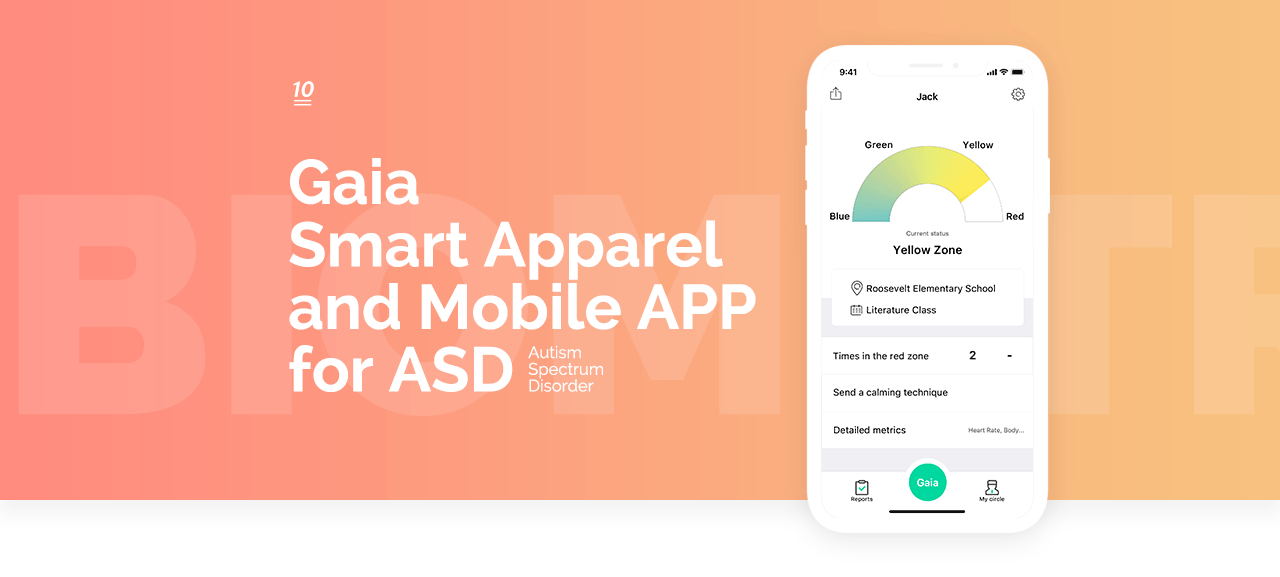 10
Gaia
Smart Apparel
and Mobile APP
for ASD
Autism
Spectrum
Disorder
BIOMETR
9:41
Jack
Green
Yellow
Blue
Red
Current status
Yellow Zone
Roosevelt Elementary School
Literature Class
Times in the red zone 2 -
Send a calming technique
Detailed metrics Heart Rate, Body...
Gaia
Reports
My circle